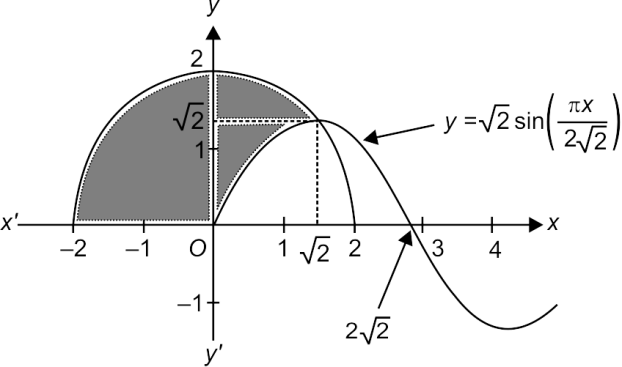 y
2
√2
1
y = √2 sin(πx / 2√2)
x′
–2
–1
O
1
√2
2
3
4
x
–1
2√2
y′